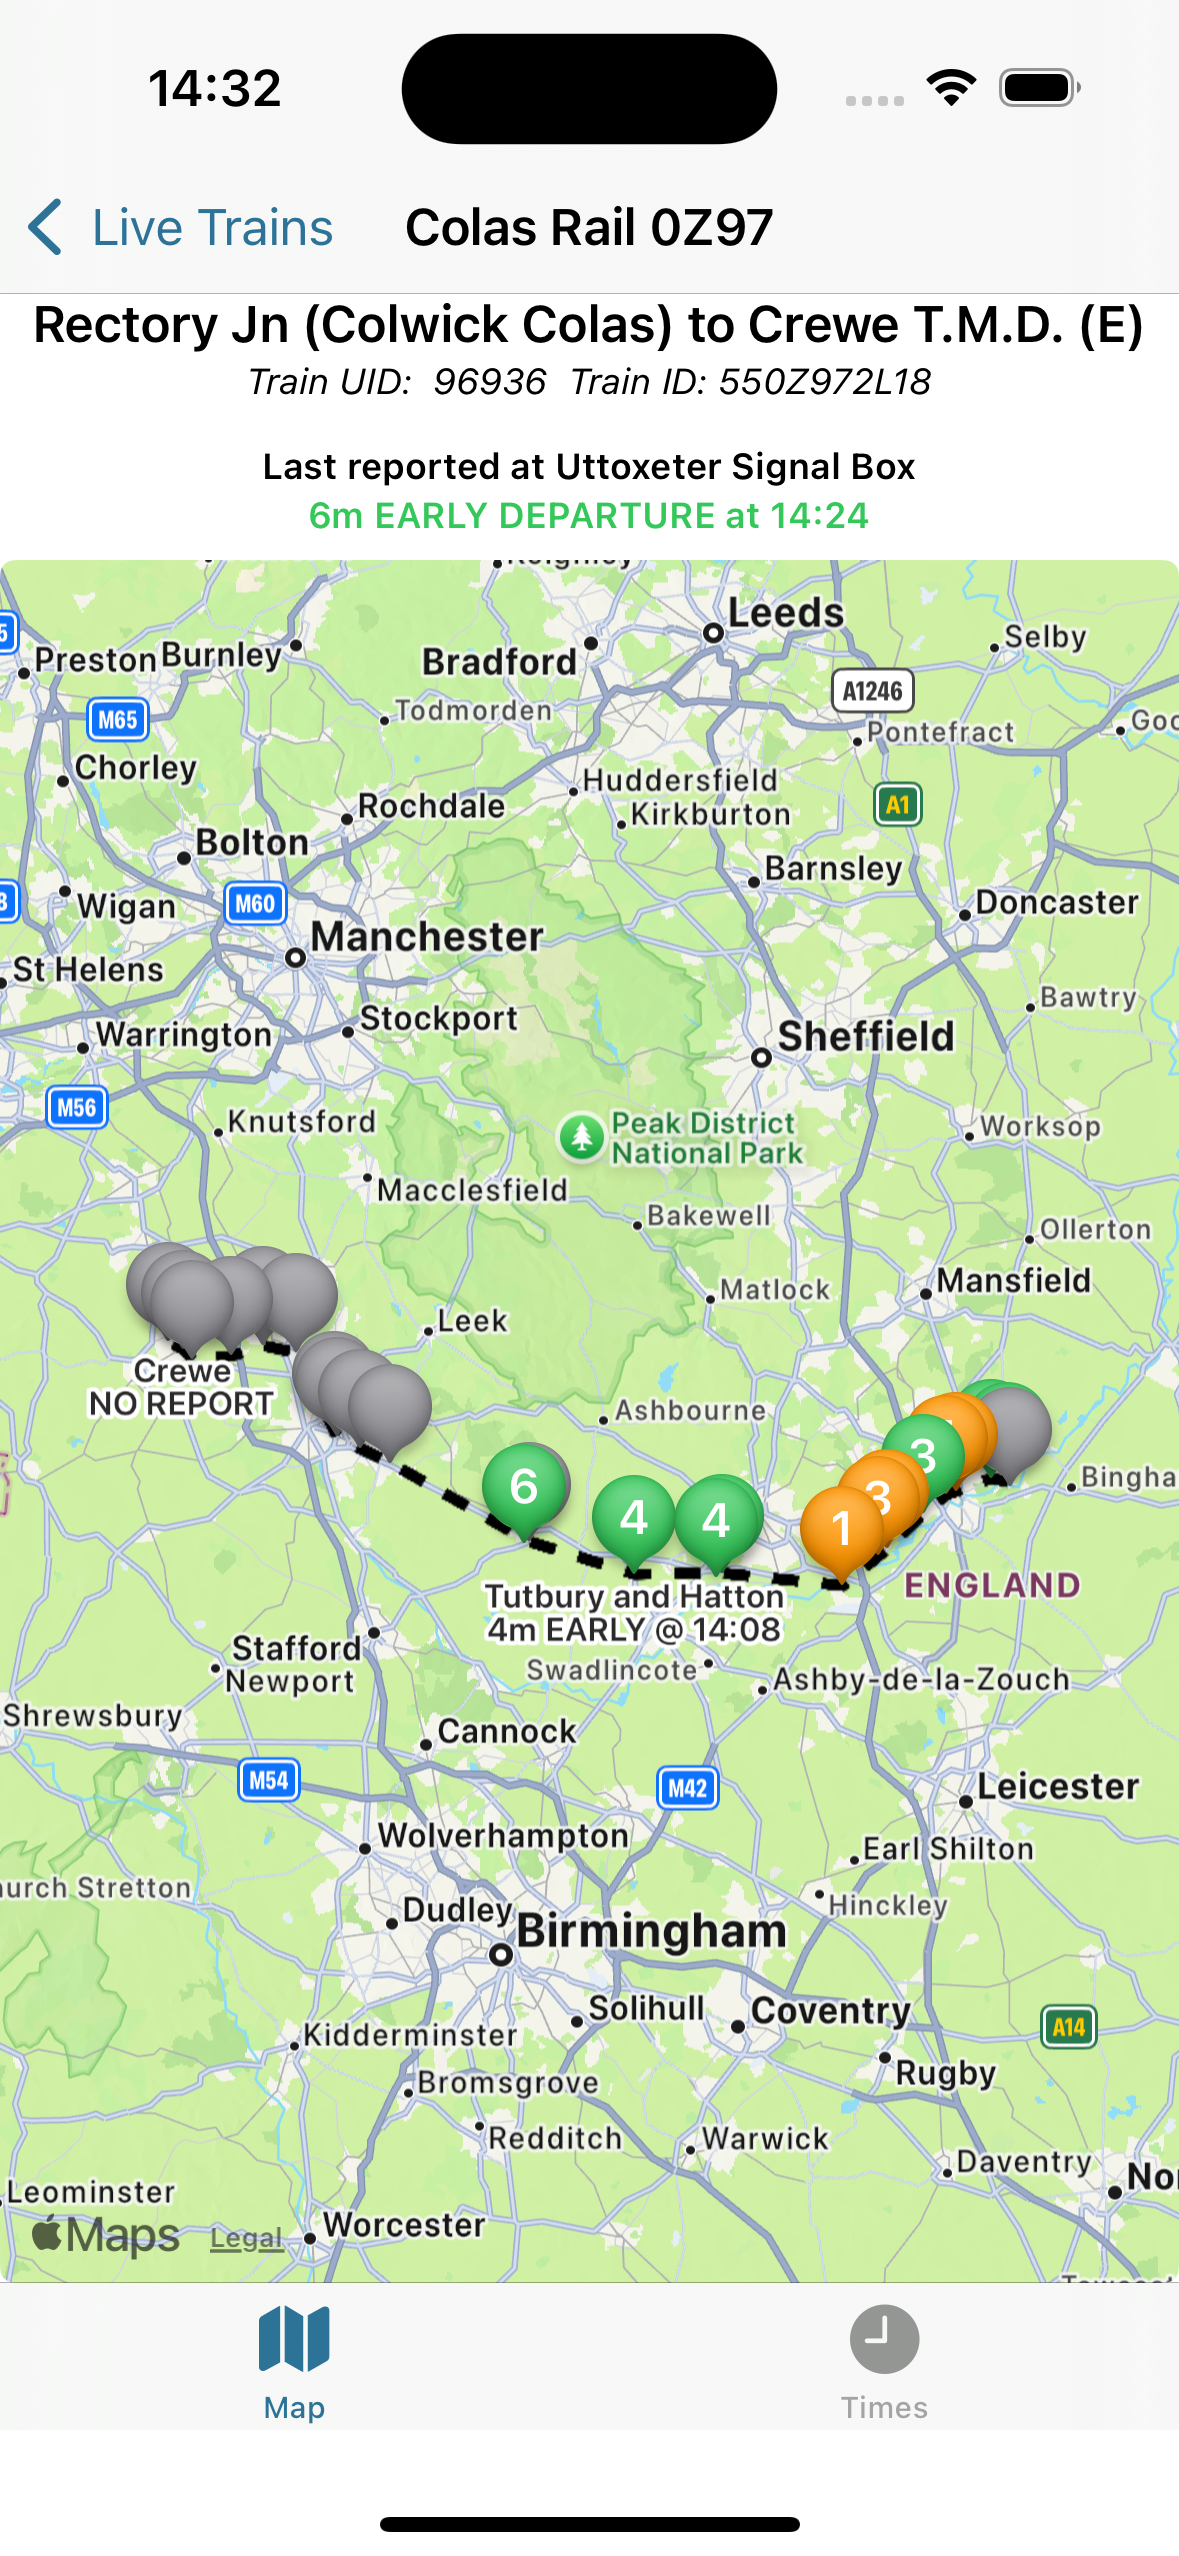 14:32
Live Trains
Colas Rail 0Z97
Rectory Jn (Colwick Colas) to Crewe T.M.D. (E)
Train UID: 96936 Train ID: 550Z972L18
Last reported at Uttoxeter Signal Box
6m EARLY DEPARTURE at 14:24
Leeds
Selby
Preston
Burnley
Bradford
A1246
M65
Todmorden
Pontefract
Chorley
Huddersfield
Rochdale
Kirkburton
A1
Bolton
Barnsley
Wigan
M60
Doncaster
Manchester
St Helens
Bawtry
Stockport
Warrington
Sheffield
M56
Knutsford
Peak District
National Park
Worksop
Macclesfield
Bakewell
Ollerton
Matlock
Mansfield
Leek
Crewe
NO REPORT
Ashbourne
3
6
3
4
4
1
ENGLAND
Tutbury and Hatton
4m EARLY @ 14:08
Stafford
Newport
Swadlincote
Ashby-de-la-Zouch
Shrewsbury
Cannock
M54
M42
Leicester
Wolverhampton
Earl Shilton
Hinckley
Dudley
Birmingham
Solihull
Coventry
A14
Kidderminster
Rugby
Bromsgrove
Redditch
Warwick
Daventry
Leominster
Worcester
Maps
Legal
Map
Times